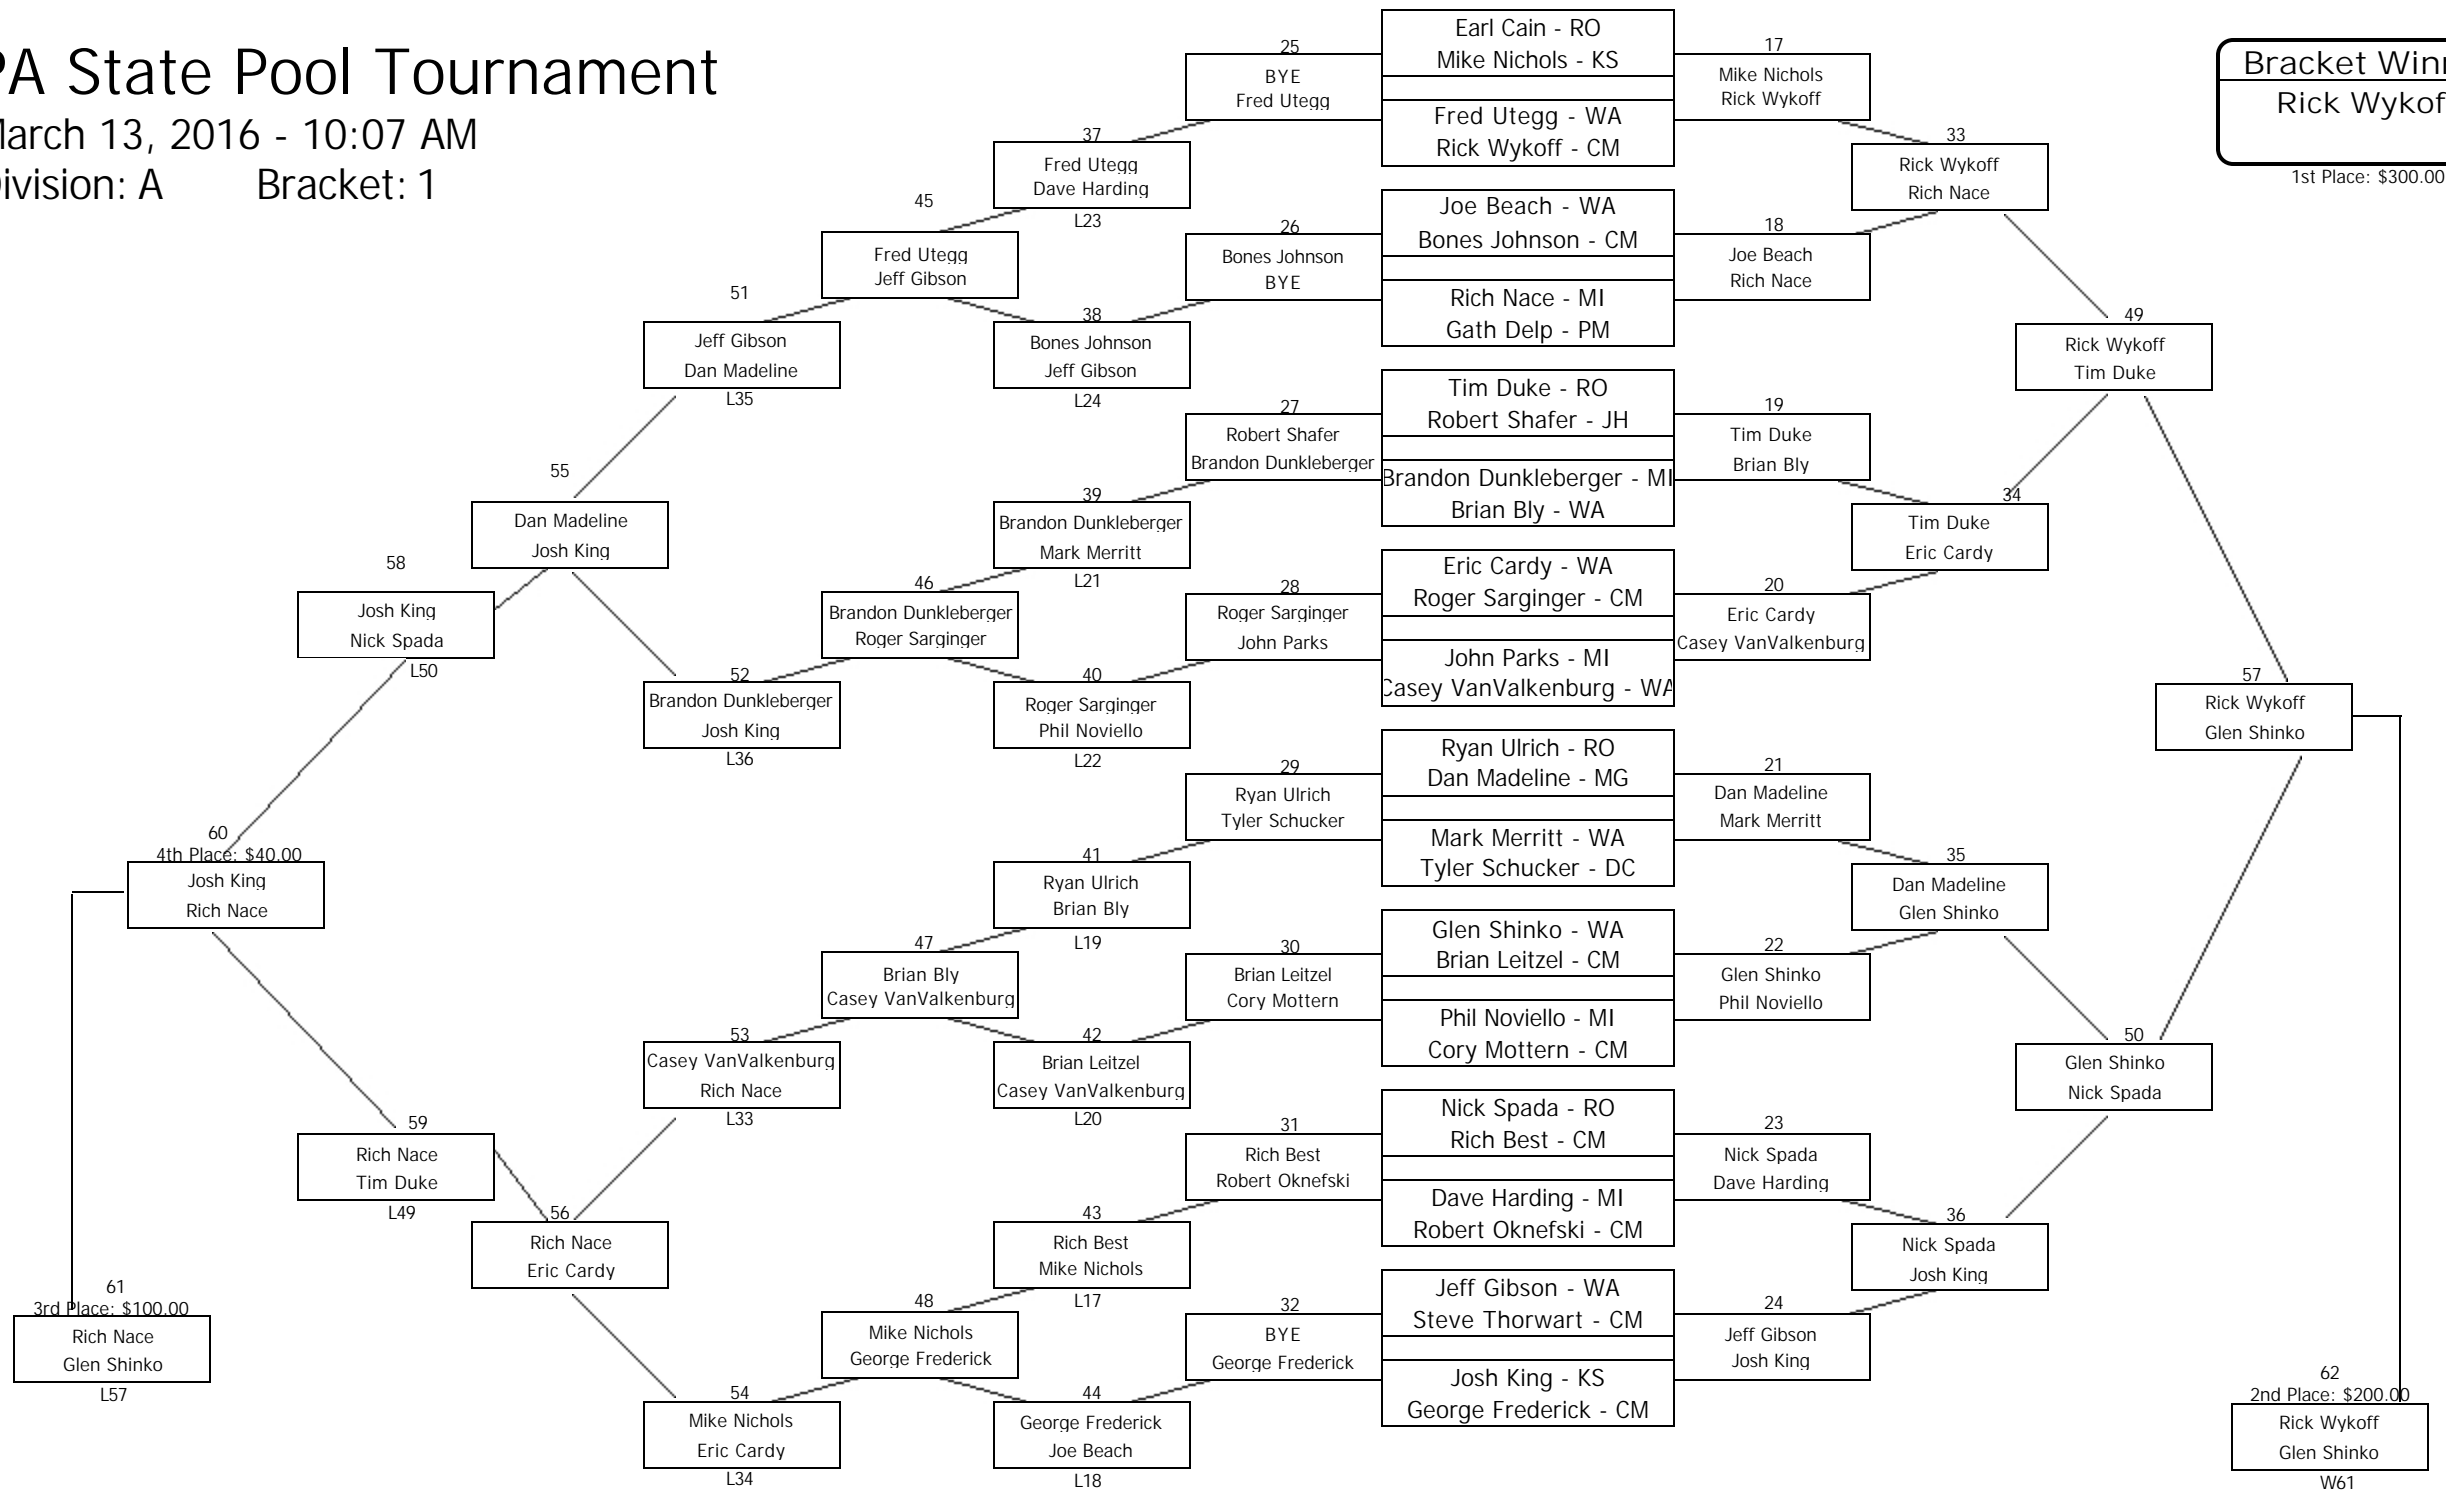 PA State Pool Tournament
March 13, 2016 - 10:07 AM
Division: A Bracket: 1
Bracket Winn
Rick Wykof
1st Place: $300.00
61
3rd Place: $100.00
Rich Nace
Glen Shinko
L57
60
4th Place: $40.00
Josh King
Rich Nace
58
Josh King
Nick Spada
L50
59
Rich Nace
Tim Duke
L49
55
Dan Madeline
Josh King
56
Rich Nace
Eric Cardy
51
Jeff Gibson
Dan Madeline
L35
52
Brandon Dunkleberger
Josh King
L36
53
Casey VanValkenburg
Rich Nace
L33
54
Mike Nichols
Eric Cardy
L34
45
Fred Utegg
Jeff Gibson
46
Brandon Dunkleberger
Roger Sarginger
47
Brian Bly
Casey VanValkenburg
48
Mike Nichols
George Frederick
37
Fred Utegg
Dave Harding
L23
38
Bones Johnson
Jeff Gibson
L24
39
Brandon Dunkleberger
Mark Merritt
L21
40
Roger Sarginger
Phil Noviello
L22
41
Ryan Ulrich
Brian Bly
L19
42
Brian Leitzel
Casey VanValkenburg
L20
43
Rich Best
Mike Nichols
L17
44
George Frederick
Joe Beach
L18
25
BYE
Fred Utegg
26
Bones Johnson
BYE
27
Robert Shafer
Brandon Dunkleberger
28
Roger Sarginger
John Parks
29
Ryan Ulrich
Tyler Schucker
30
Brian Leitzel
Cory Mottern
31
Rich Best
Robert Oknefski
32
BYE
George Frederick
Earl Cain - RO
Mike Nichols - KS
Fred Utegg - WA
Rick Wykoff - CM
Joe Beach - WA
Bones Johnson - CM
Rich Nace - MI
Gath Delp - PM
Tim Duke - RO
Robert Shafer - JH
Brandon Dunkleberger - MI
Brian Bly - WA
Eric Cardy - WA
Roger Sarginger - CM
John Parks - MI
Casey VanValkenburg - WA
Ryan Ulrich - RO
Dan Madeline - MG
Mark Merritt - WA
Tyler Schucker - DC
Glen Shinko - WA
Brian Leitzel - CM
Phil Noviello - MI
Cory Mottern - CM
Nick Spada - RO
Rich Best - CM
Dave Harding - MI
Robert Oknefski - CM
Jeff Gibson - WA
Steve Thorwart - CM
Josh King - KS
George Frederick - CM
17
Mike Nichols
Rick Wykoff
18
Joe Beach
Rich Nace
19
Tim Duke
Brian Bly
20
Eric Cardy
Casey VanValkenburg
21
Dan Madeline
Mark Merritt
22
Glen Shinko
Phil Noviello
23
Nick Spada
Dave Harding
24
Jeff Gibson
Josh King
33
Rick Wykoff
Rich Nace
34
Tim Duke
Eric Cardy
35
Dan Madeline
Glen Shinko
36
Nick Spada
Josh King
49
Rick Wykoff
Tim Duke
50
Glen Shinko
Nick Spada
57
Rick Wykoff
Glen Shinko
62
2nd Place: $200.00
Rick Wykoff
Glen Shinko
W61